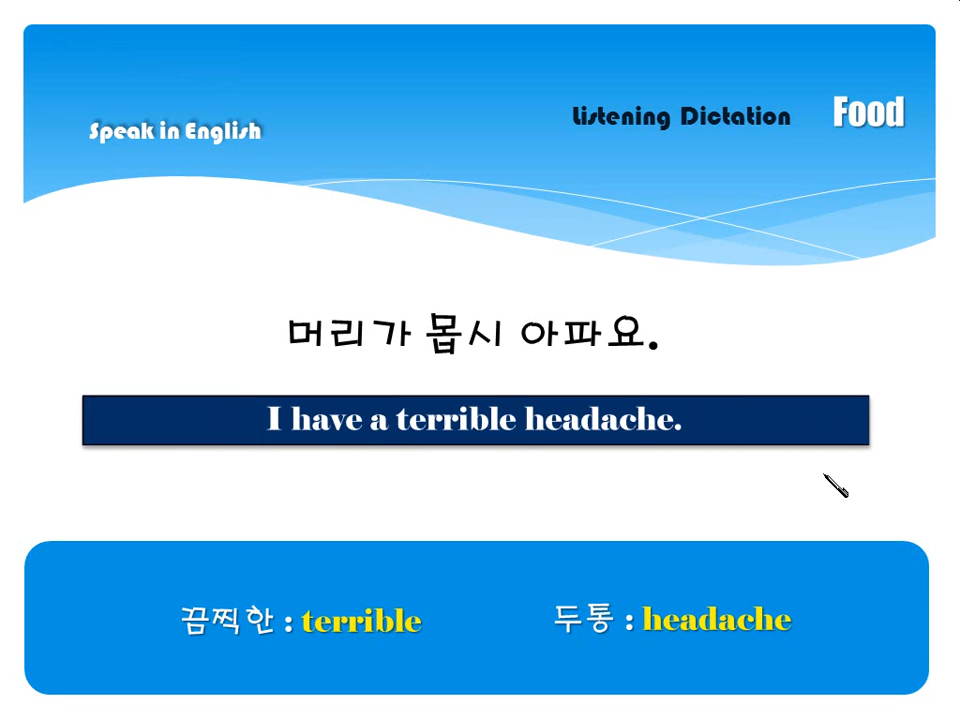 Speak in English
Listening Dictation Food
머리가 몹시 아파요.
I have a terrible headache.
끔찍한 : terrible
두통 : headache